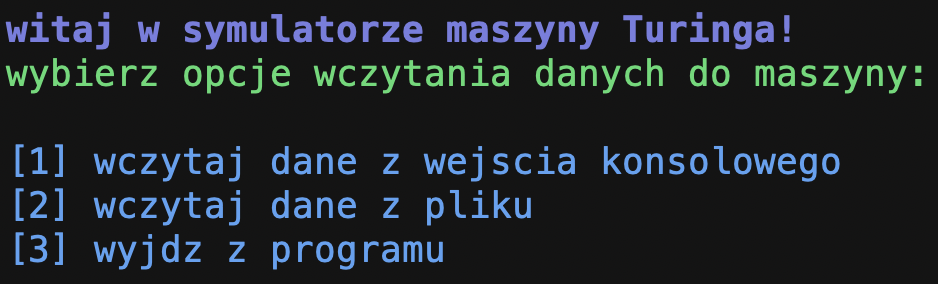 witaj w symulatorze maszyny Turinga!
wybierz opcje wczytania danych do maszyny:
[1] wczytaj dane z wejscia konsolowego
[2] wczytaj dane z pliku
[3] wyjdz z programu